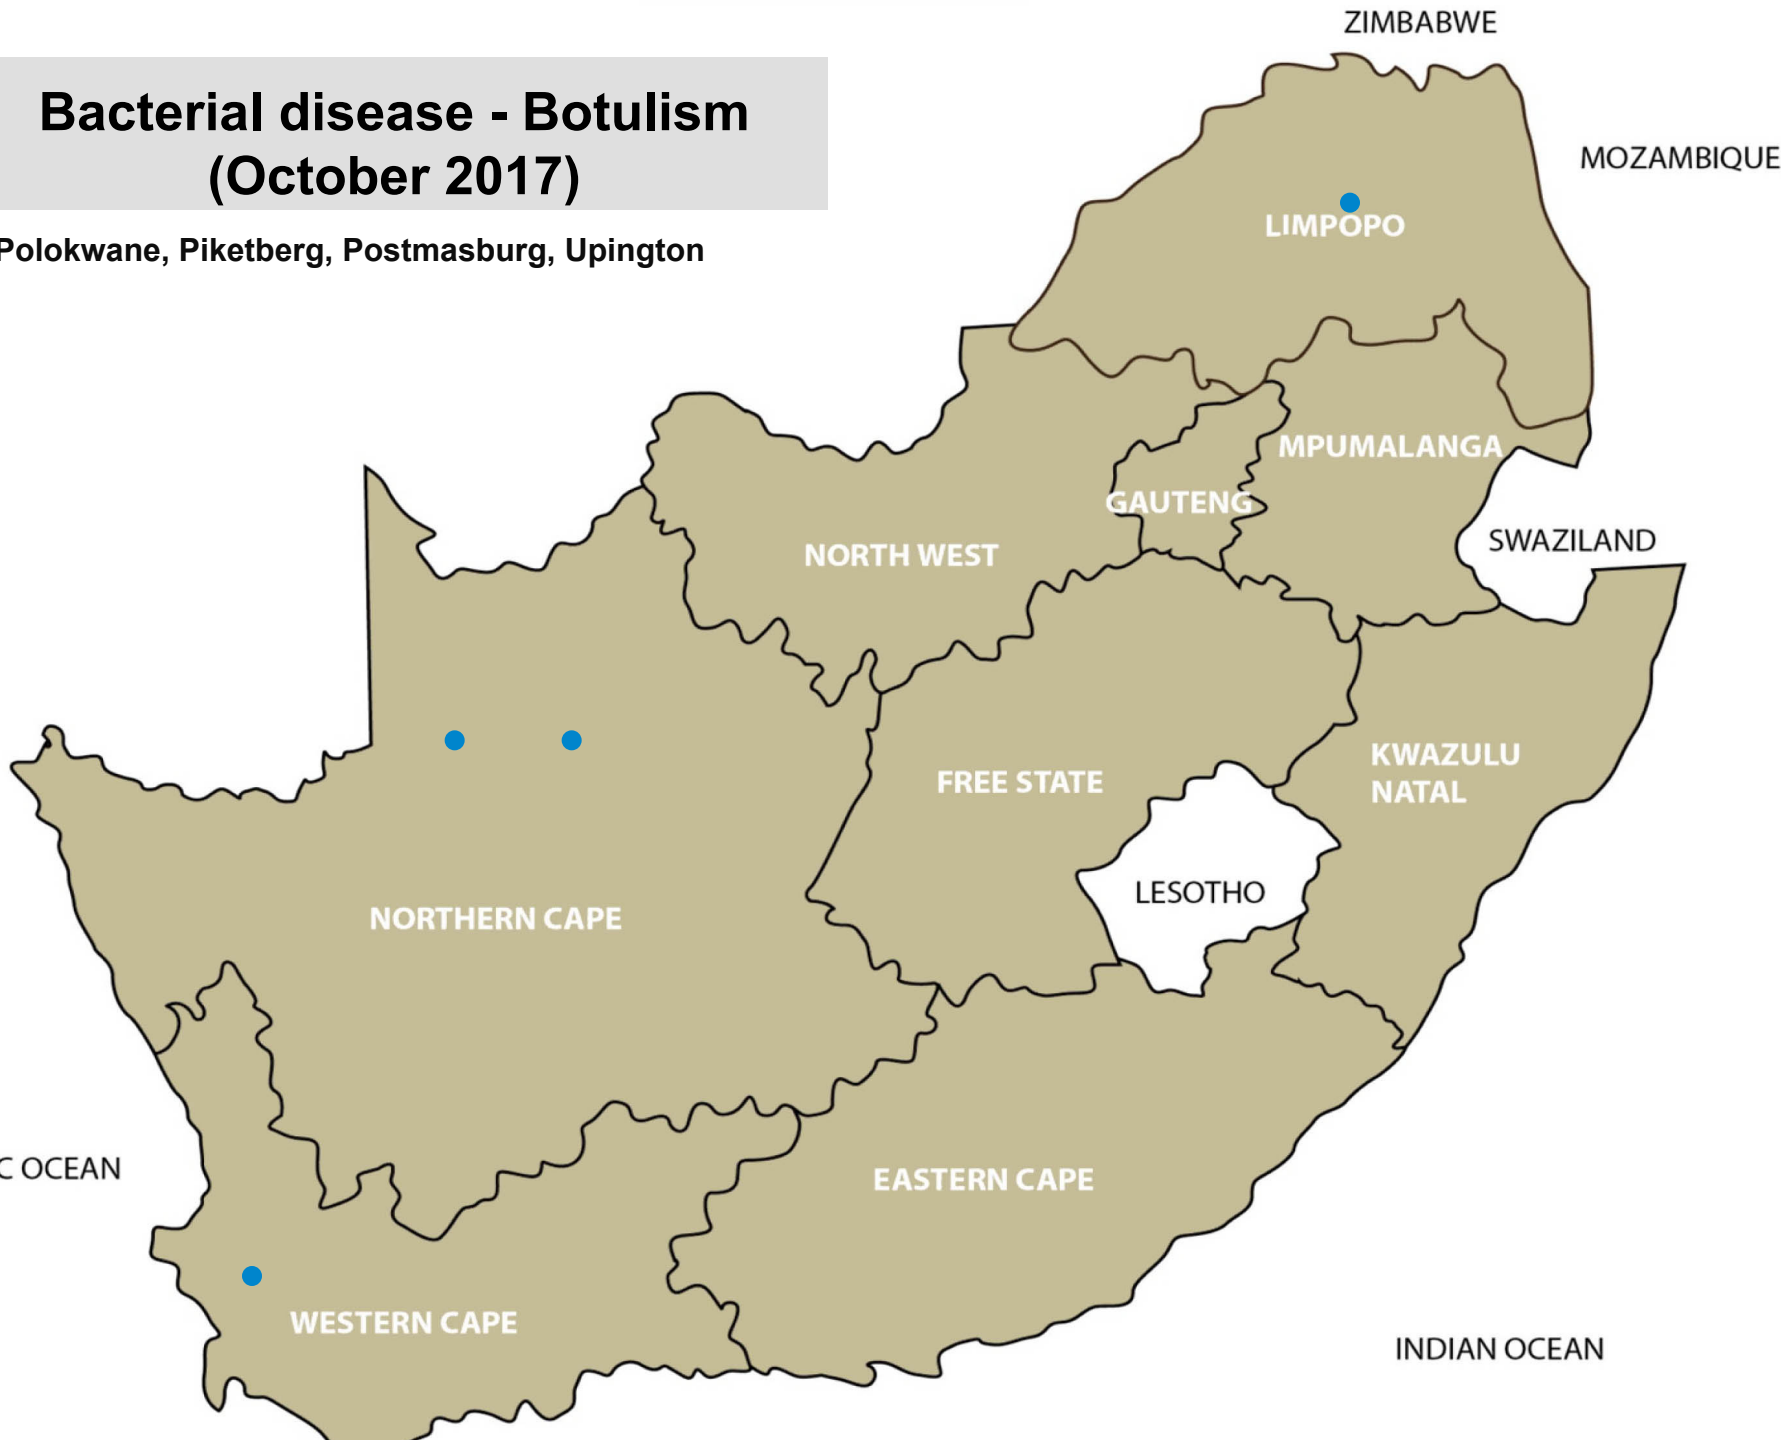 ZIMBABWE
Bacterial disease - Botulism
(October 2017)
MOZAMBIQUE
Polokwane, Piketberg, Postmasburg, Upington
LIMPOPO
MPUMALANGA
GAUTENG
NORTH WEST
SWAZILAND
KWAZULU
NATAL
FREE STATE
LESOTHO
NORTHERN CAPE
C OCEAN
EASTERN CAPE
WESTERN CAPE
INDIAN OCEAN